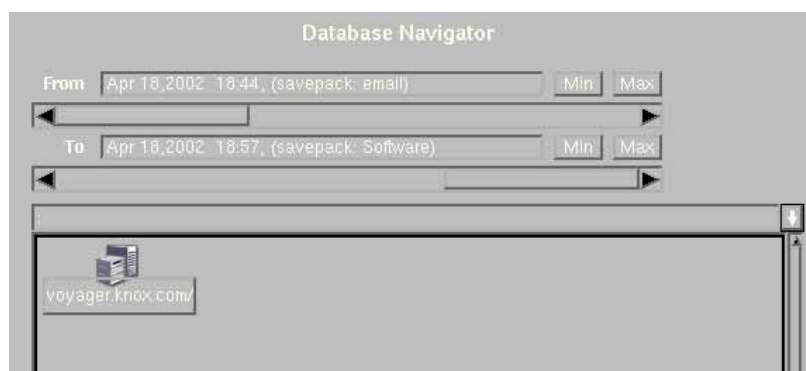 Database Navigator
From Apr 18,2002 18:44, (savepack: email) Min Max
To Apr 18,2002 18:57, (savepack: Software) Min Max
:
voyager.knox.com/